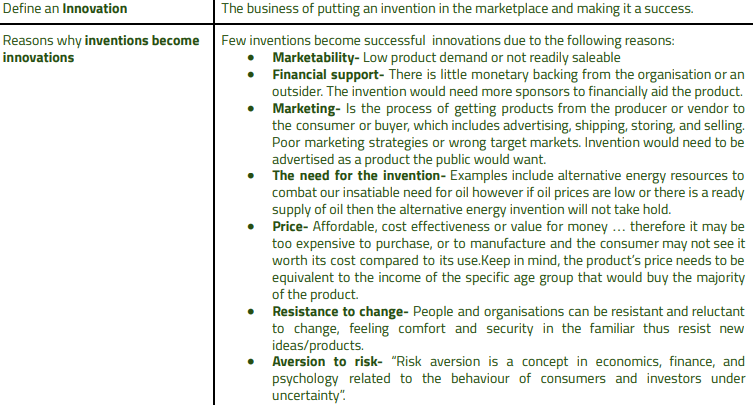 Define an Innovation
The business of putting an invention in the marketplace and making it a success.
Reasons why inventions become
innovations
Few inventions become successful innovations due to the following reasons:
• Marketability- Low product demand or not readily saleable
• Financial support- There is little monetary backing from the organisation or an
outsider. The invention would need more sponsors to financially aid the product.
• Marketing- Is the process of getting products from the producer or vendor to
the consumer or buyer, which includes advertising, shipping, storing, and selling.
Poor marketing strategies or wrong target markets. Invention would need to be
advertised as a product the public would want.
• The need for the invention- Examples include alternative energy resources to
combat our insatiable need for oil however if oil prices are low or there is a ready
supply of oil then the alternative energy invention will not take hold.
• Price- Affordable, cost effectiveness or value for money … therefore it may be
too expensive to purchase, or to manufacture and the consumer may not see it
worth its cost compared to its use.Keep in mind, the product's price needs to be
equivalent to the income of the specific age group that would buy the majority
of the product.
• Resistance to change- People and organisations can be resistant and reluctant
to change, feeling comfort and security in the familiar thus resist new
ideas/products.
• Aversion to risk- “Risk aversion is a concept in economics, finance, and
psychology related to the behaviour of consumers and investors under
uncertainty”.